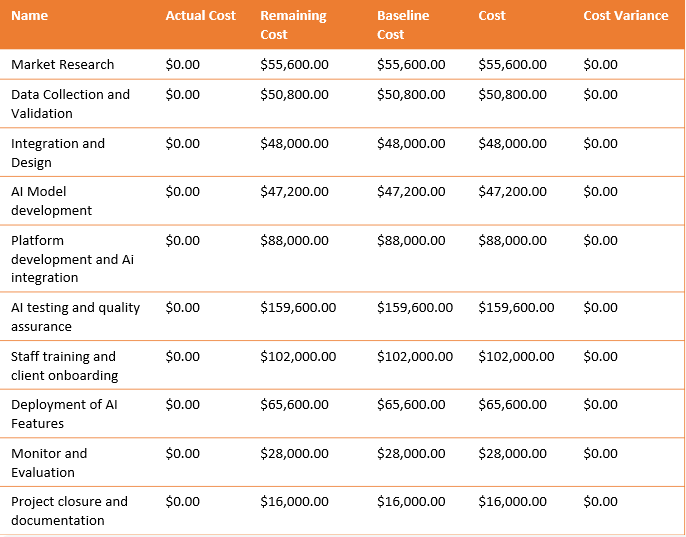 Name Actual Cost Remaining Cost Baseline Cost Cost Cost Variance
Market Research $0.00 $55,600.00 $55,600.00 $55,600.00 $0.00
Data Collection and Validation $0.00 $50,800.00 $50,800.00 $50,800.00 $0.00
Integration and Design $0.00 $48,000.00 $48,000.00 $48,000.00 $0.00
AI Model development $0.00 $47,200.00 $47,200.00 $47,200.00 $0.00
Platform development and Ai integration $0.00 $88,000.00 $88,000.00 $88,000.00 $0.00
AI testing and quality assurance $0.00 $159,600.00 $159,600.00 $159,600.00 $0.00
Staff training and client onboarding $0.00 $102,000.00 $102,000.00 $102,000.00 $0.00
Deployment of AI Features $0.00 $65,600.00 $65,600.00 $65,600.00 $0.00
Monitor and Evaluation $0.00 $28,000.00 $28,000.00 $28,000.00 $0.00
Project closure and documentation $0.00 $16,000.00 $16,000.00 $16,000.00 $0.00